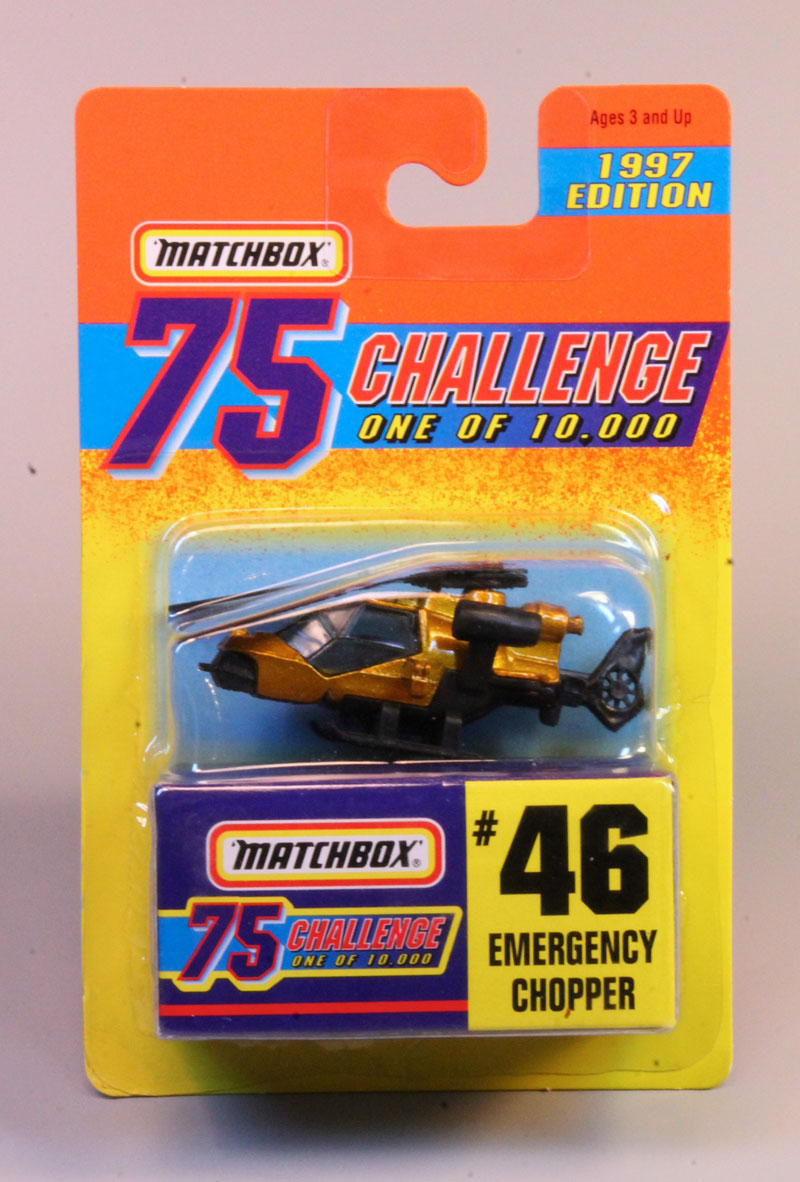 Ages 3 and Up
1997
EDITION
'MATCHBOX'®
75
CHALLENGE
ONE OF 10,000
'MATCHBOX'®
75
CHALLENGE
ONE OF 10,000
#46
EMERGENCY
CHOPPER